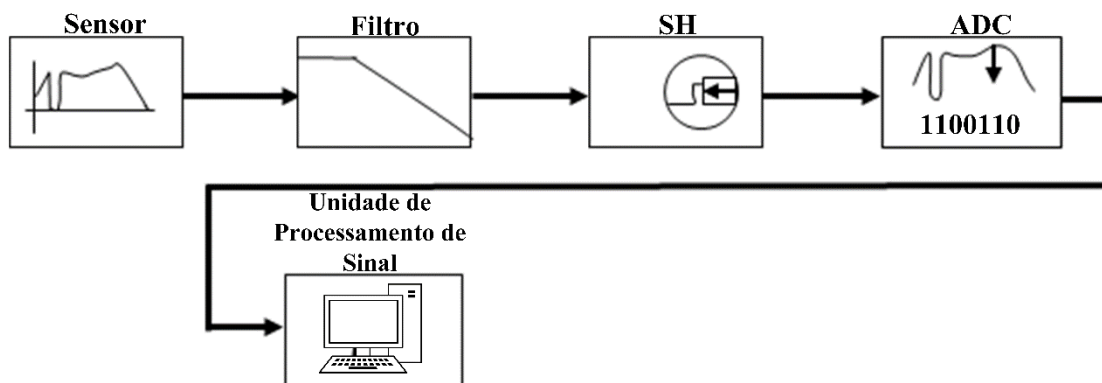 Sensor
Filtro
SH
ADC
1100110
Unidade de
Processamento de
Sinal